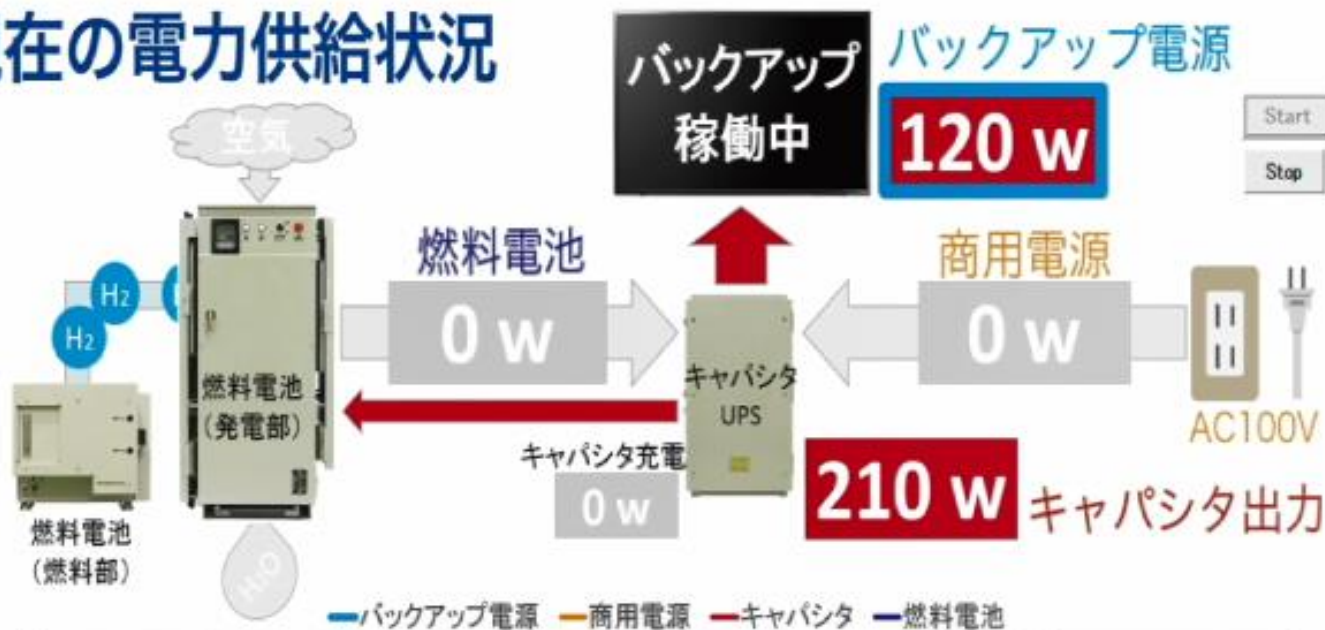 在の電力供給状況
空気
バックアップ
稼働中
バックアップ電源
120 w
Start
Stop
燃料電池
0 w
商用電源
0 w
H2
H2
燃料電池
(発電部)
キャパシタ
UPS
AC100V
キャパシタ充電
0 w
210 w
キャパシタ出力
燃料電池
(燃料部)
H2O
バックアップ電源 商用電源 キャパシタ 燃料電池